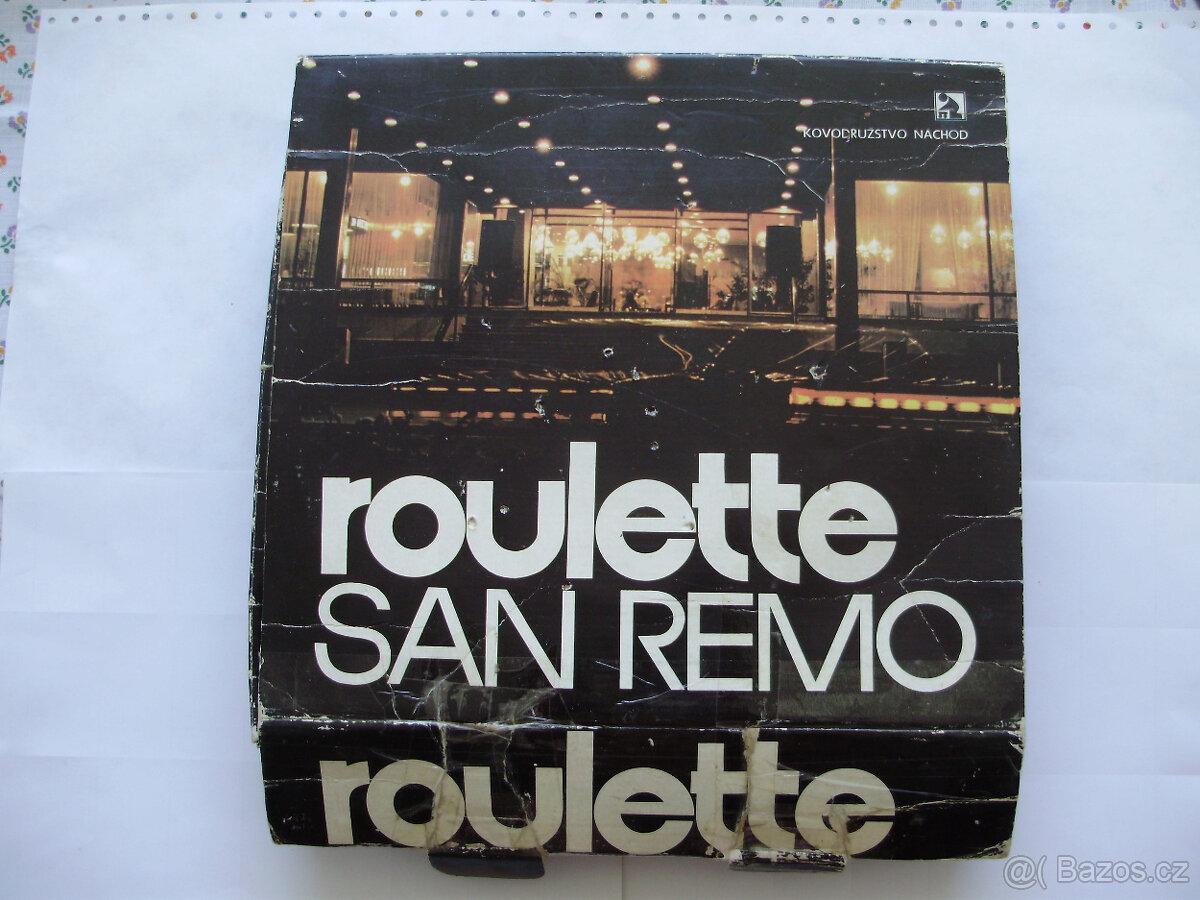 KOVODRUŽSTVO NÁCHOD
roulette
SAN REMO
roulette
@( Bazos.cz